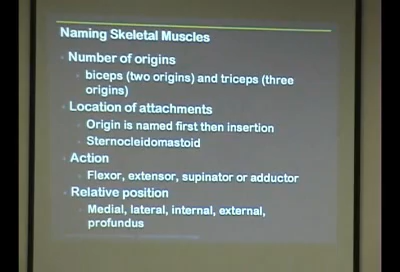 Naming Skeletal Muscles
Number of origins
biceps (two origins) and triceps (three
origins)
Location of attachments
Origin is named first then insertion
Sternocleidomastoid
Action
Flexor, extensor, supinator or adductor
Relative position
Medial, lateral, internal, external,
profundus